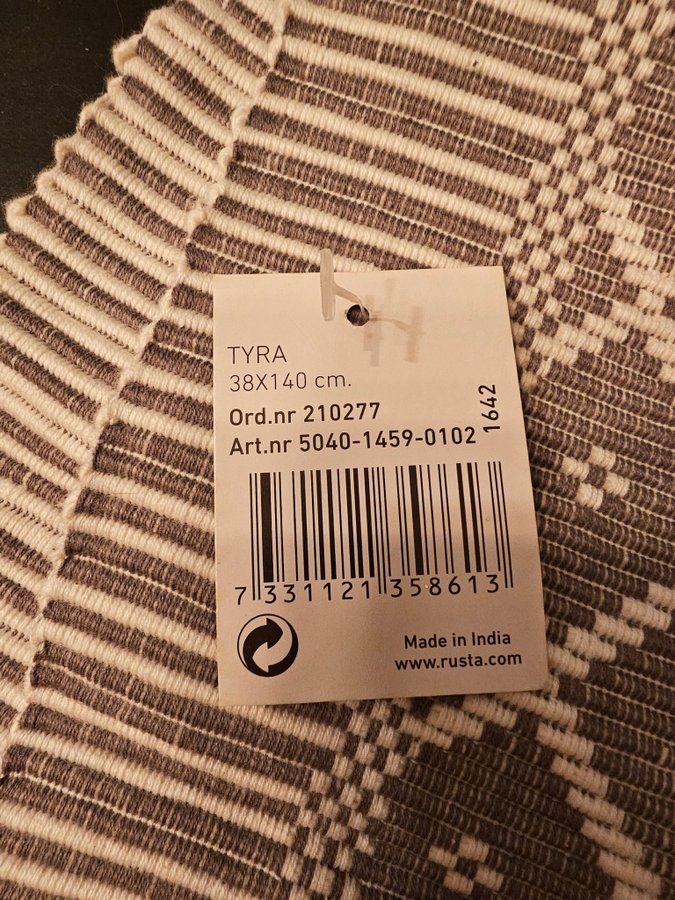 TYRA
38X140 cm.
Ord.nr 210277
Art.nr 5040-1459-0102
1642
7 331121 358613
Made in India
www.rusta.com